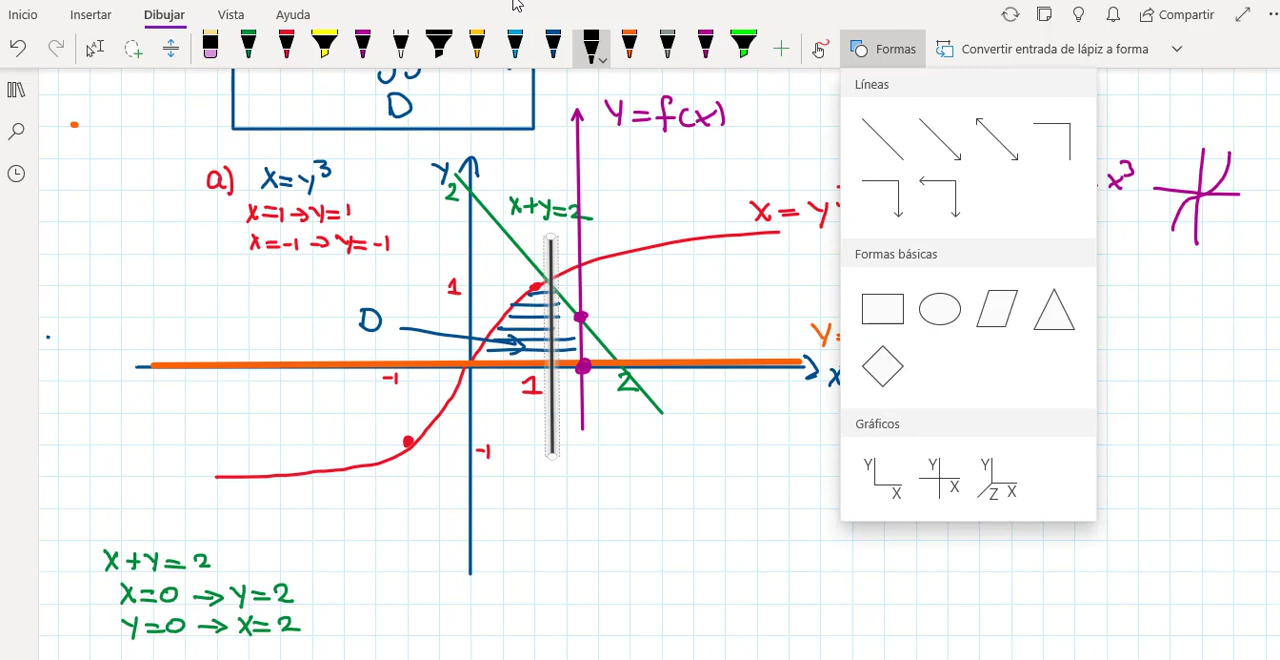 Inicio Insertar Dibujar Vista Ayuda Compartir
Formas Convertir entrada de lápiz a forma
Líneas
Formas básicas
Gráficos
Y X Y X Y Z X
D
Y=f(x)
a) x=y³
x=1→y=1
x=-1→y=-1
y
2
x+y=2
x=y
x³
1
D
y=
-1
1
2
x
-1
x+y=2
x=0→y=2
y=0→x=2